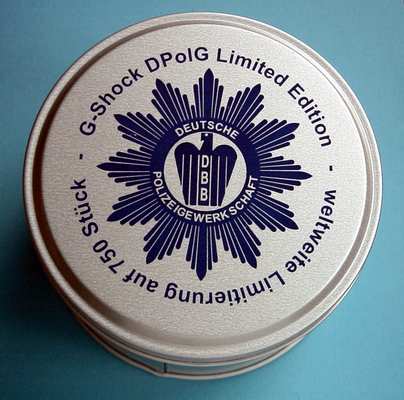 - G-Shock DPolG Limited Edition - weltweite Limitierung auf 750 Stück
DEUTSCHE
DBB
POLIZEIGEWERKSCHAFT